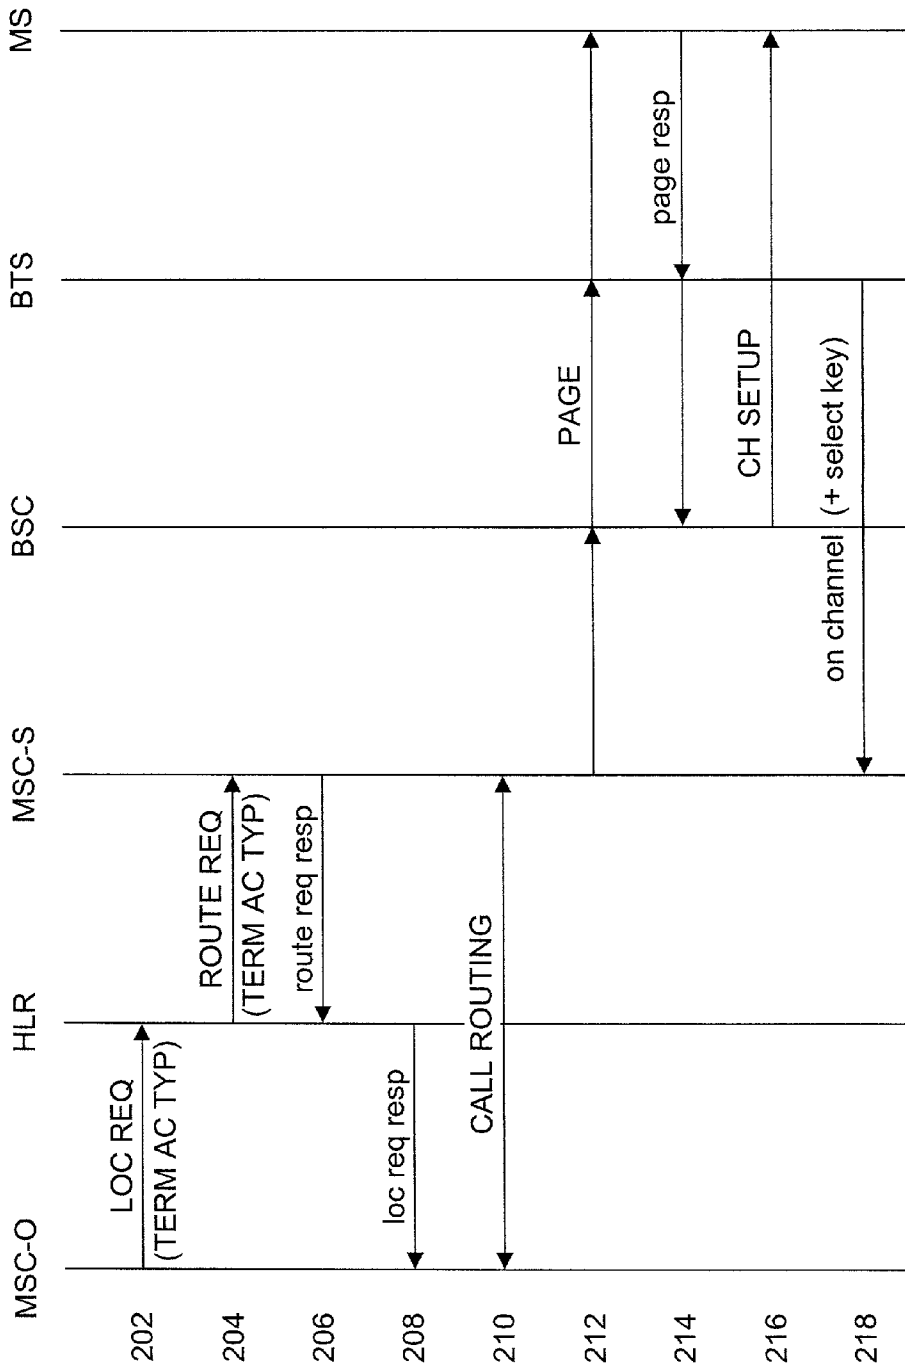 MSC-O
HLR
MSC-S
BSC
BTS
MS
202
LOC REQ
(TERM AC TYP)
204
ROUTE REQ
(TERM AC TYP)
206
route req resp
208
loc req resp
210
CALL ROUTING
212
PAGE
214
page resp
216
CH SETUP
218
on channel (+ select key)